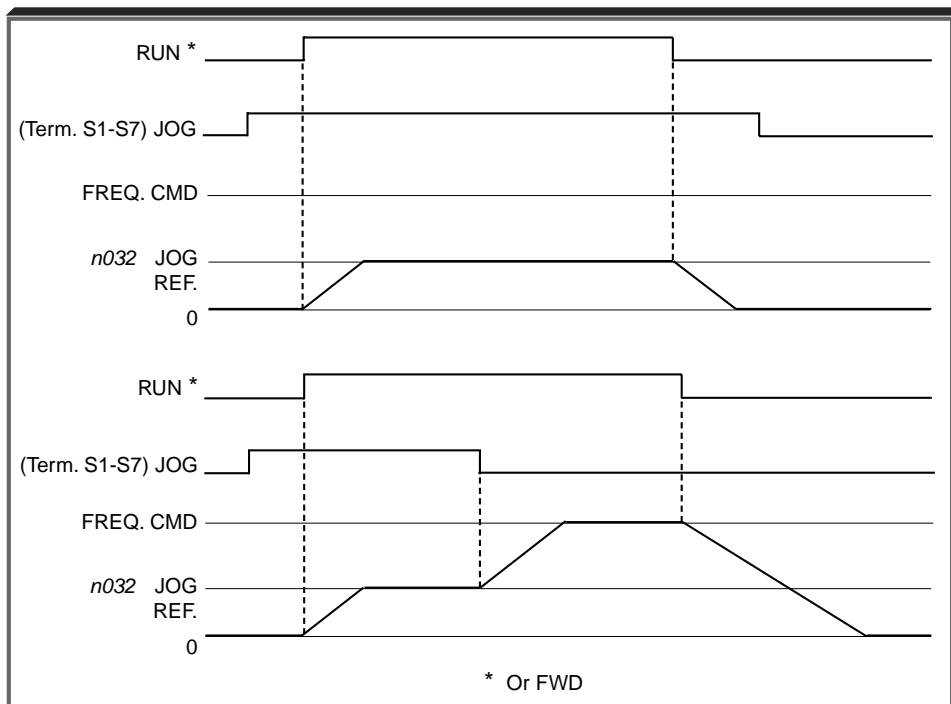 RUN *
(Term. S1-S7) JOG
FREQ. CMD
n032 JOG
REF.
0
RUN *
(Term. S1-S7) JOG
FREQ. CMD
n032 JOG
REF.
0
* Or FWD